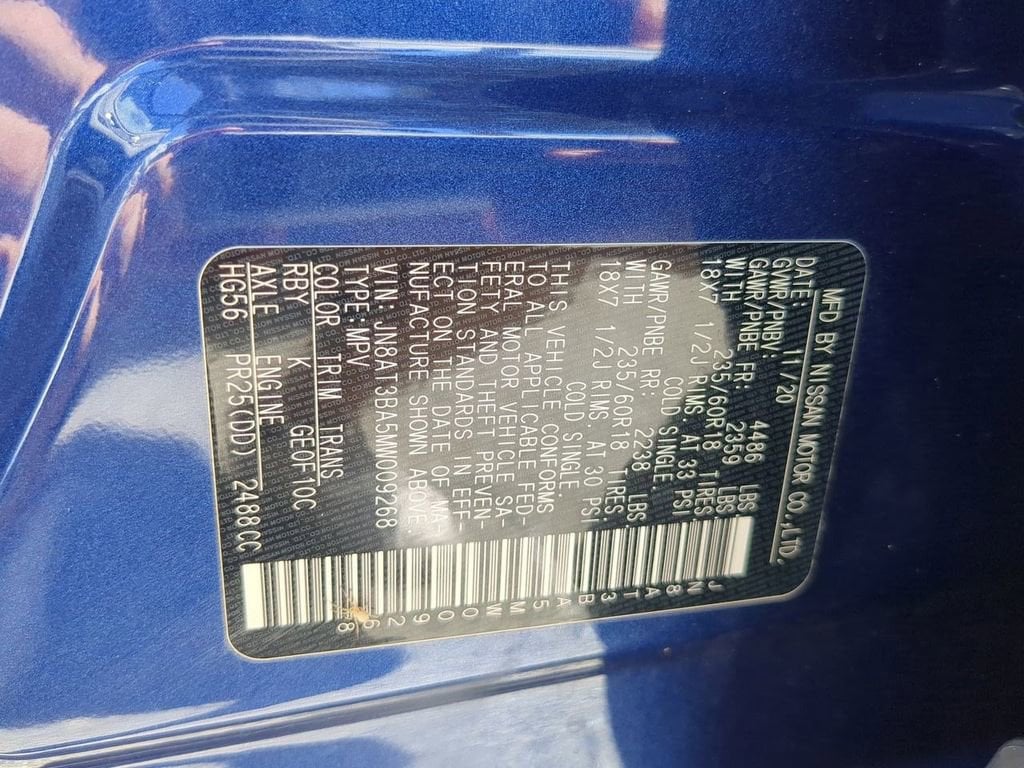 MFD BY NISSAN MOTOR CO.,LTD.
DATE: 11/20
GVWR/PNBV: 4486 LBS
GAWR/PNBE FR: 2359 LBS
WITH 235/60R18 TIRES,
18X7 1/2J RIMS, AT 33 PSI
COLD SINGLE
GAWR/PNBE RR: 2238 LBS
WITH 235/60R18 TIRES,
18X7 1/2J RIMS, AT 30 PSI
COLD SINGLE.
THIS VEHICLE CONFORMS
TO ALL APPLICABLE FED-
ERAL MOTOR VEHICLE SA-
FETY AND THEFT PREVEN-
TION STANDARDS IN EFF-
ECT ON THE DATE OF MA-
NUFACTURE SHOWN ABOVE.
VIN: JN8AT3BA5MW009268
TYPE:MPV
COLOR TRIM TRANS
RBY K GE0F10C
AXLE ENGINE
HG56 PR25(DD) 2488CC
JN8AT3BA5MW009268